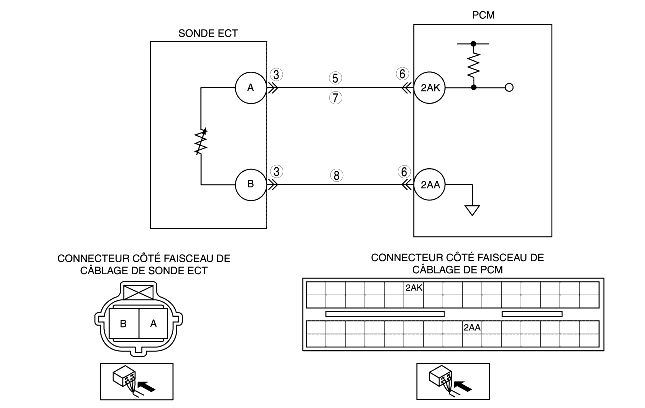 PCM
SONDE ECT
A
3
5
7
6
2AK
B
3
8
6
2AA
CONNECTEUR CÔTÉ FAISCEAU DE
CÂBLAGE DE SONDE ECT
CONNECTEUR CÔTÉ FAISCEAU DE
CÂBLAGE DE PCM
2AK
B A
2AA